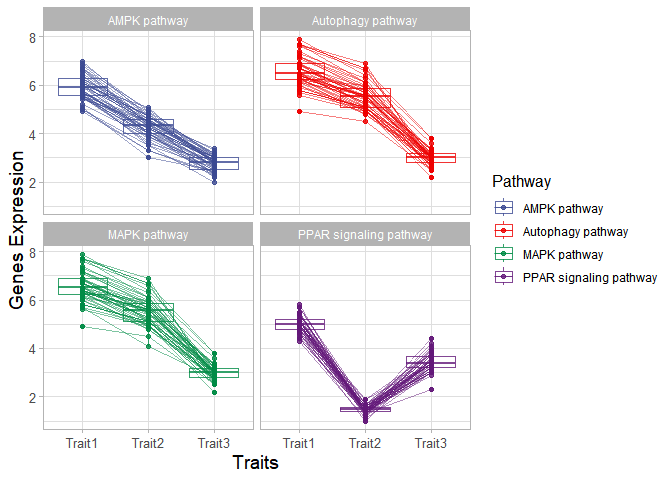 AMPK pathway
Autophagy pathway
8
6
4
2
MAPK pathway
PPAR signaling pathway
8
6
4
2
Trait1
Trait2
Trait3
Trait1
Trait2
Trait3
Traits
Genes Expression
Pathway
AMPK pathway
Autophagy pathway
MAPK pathway
PPAR signaling pathway